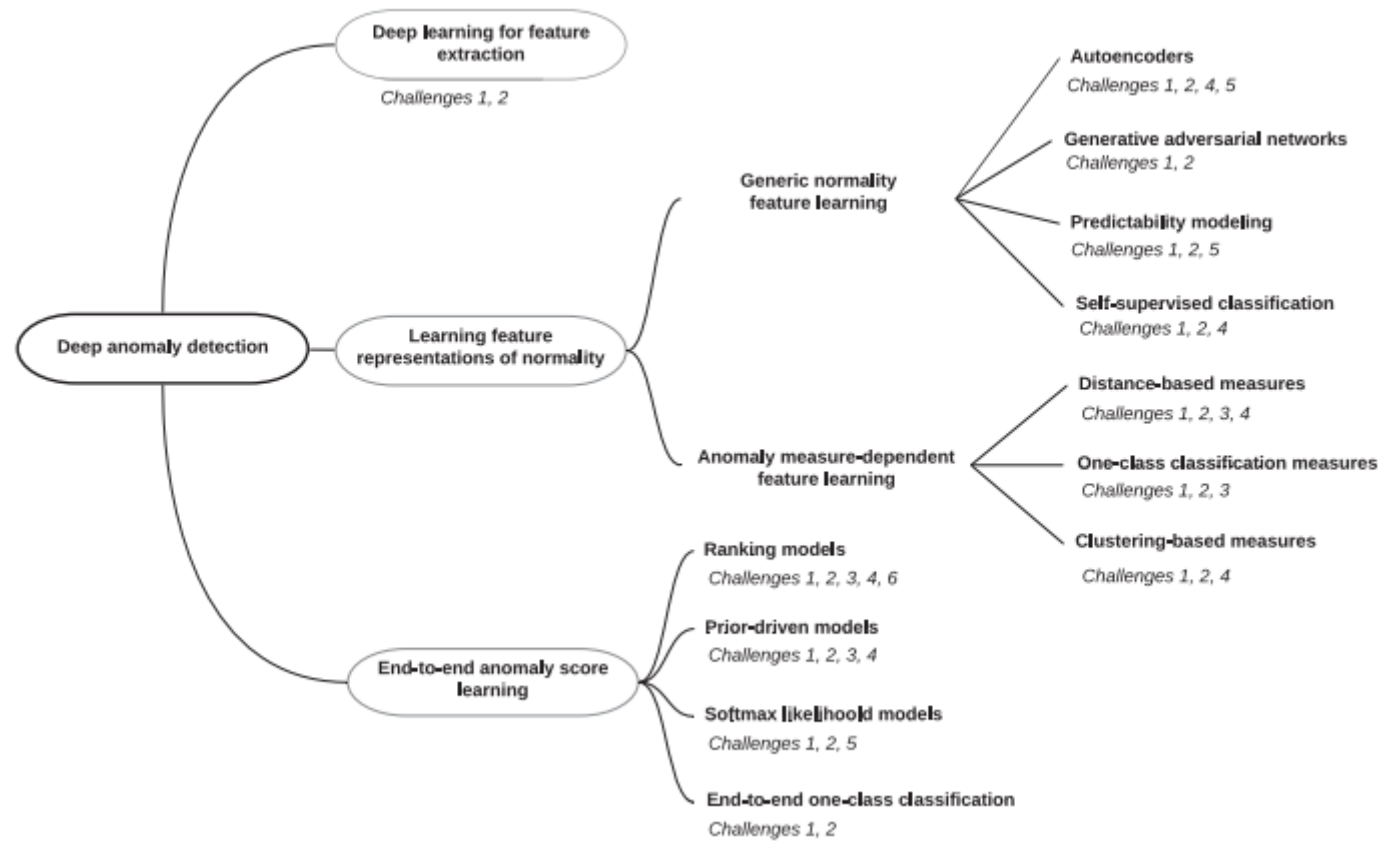 Deep learning for feature
extraction
Challenges 1, 2
Autoencoders
Challenges 1, 2, 4, 5
Generative adversarial networks
Challenges 1, 2
Generic normality
feature learning
Predictability modeling
Challenges 1, 2, 5
Self-supervised classification
Challenges 1, 2, 4
Deep anomaly detection
Learning feature
representations of normality
Distance-based measures
Challenges 1, 2, 3, 4
Anomaly measure-dependent
feature learning
One-class classification measures
Challenges 1, 2, 3
Clustering-based measures
Challenges 1, 2, 4
Ranking models
Challenges 1, 2, 3, 4, 6
Prior-driven models
Challenges 1, 2, 3, 4
End-to-end anomaly score
learning
Softmax likelihoold models
Challenges 1, 2, 5
End-to-end one-class classification
Challenges 1, 2